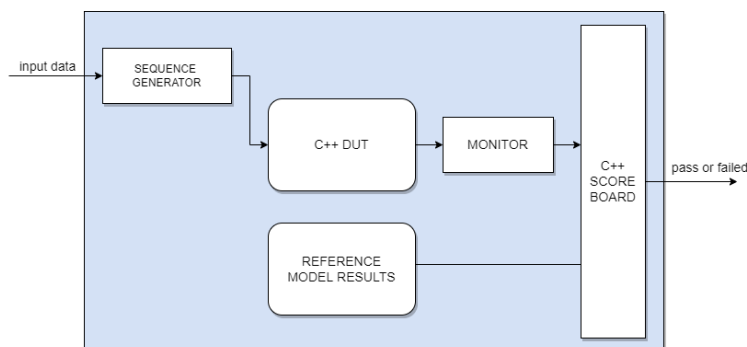 input data
SEQUENCE
GENERATOR
C++ DUT
MONITOR
C++
SCORE
BOARD
pass or failed
REFERENCE
MODEL RESULTS